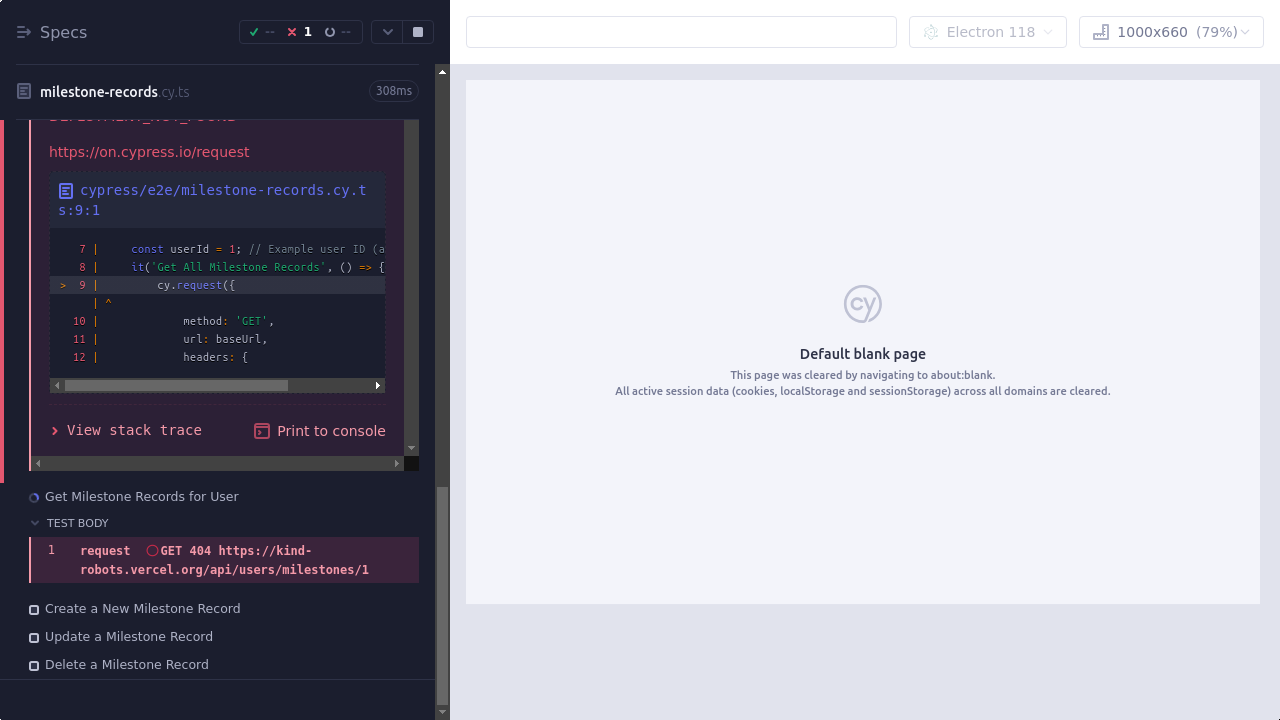 Specs
--
1
--
Electron 118
1000x660 (79%)
milestone-records.cy.ts
308ms
DEPLOYMENT_NOT_FOUND
https://on.cypress.io/request
cypress/e2e/milestone-records.cy.t
s:9:1
7 | const userId = 1; // Example user ID (a
8 | it('Get All Milestone Records', () => {
> 9 | cy.request({
| ^
10 | method: 'GET',
11 | url: baseUrl,
12 | headers: {
View stack trace
Print to console
Get Milestone Records for User
TEST BODY
1 request GET 404 https://kind-
robots.vercel.org/api/users/milestones/1
Create a New Milestone Record
Update a Milestone Record
Delete a Milestone Record
cy
Default blank page
This page was cleared by navigating to about:blank.
All active session data (cookies, localStorage and sessionStorage) across all domains are cleared.